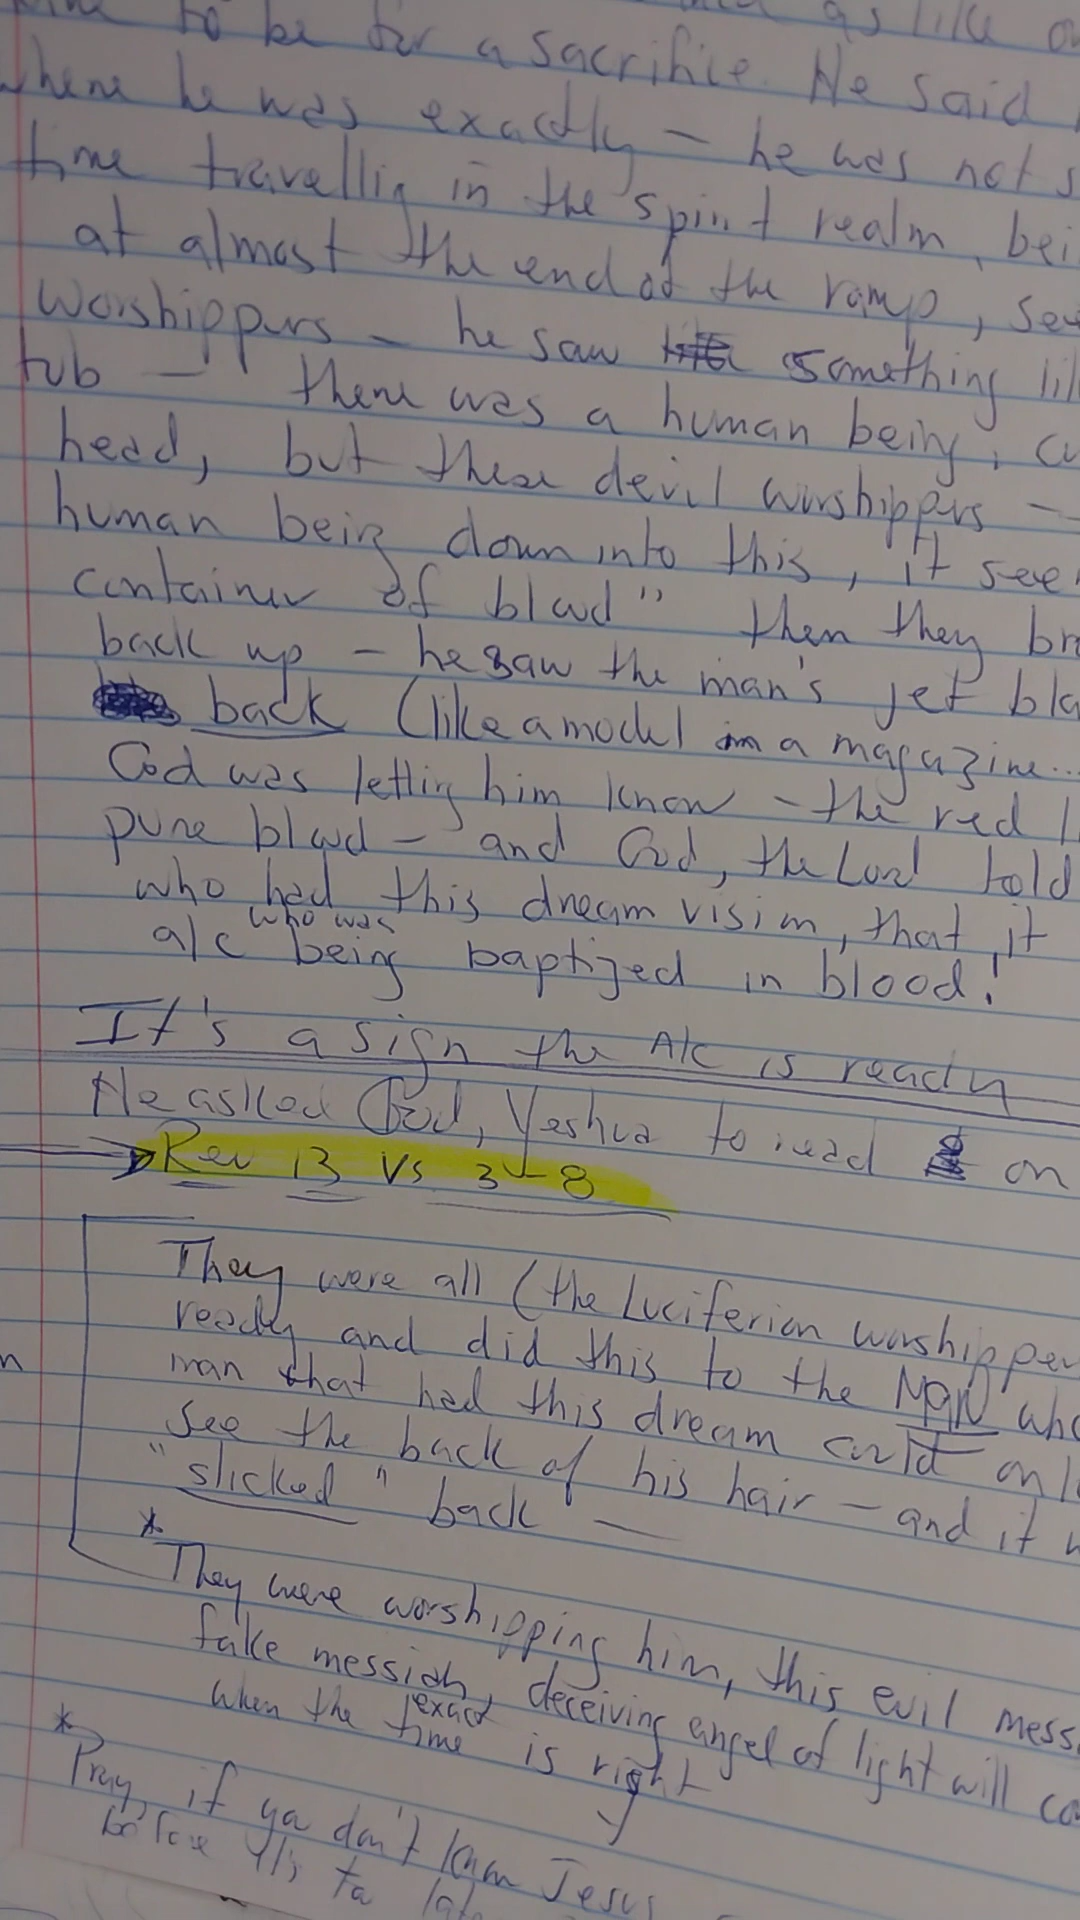 to be for a sacrifice. He said
where he was exactly – he was not s
time travellig in the spirit realm, bei
at almost the end of the ramp, see
worshippers – he saw something lik
tub – there was a human being,
head, but these devil worshippers –
human being down into this, it see
container of blood" then they br
back up – he saw the man's jet bla
back (like a model in a magazine...
God was letting him know – the red l
pure blood – and God, the Lord told
who had this dream vision, that it
who was
a/c being baptized in blood!
It's a sign the A/c is ready
He asked God, Yeshua to read on
Rev 13 vs 3–8
They were all (the Luciferian worshipper
ready and did this to the MAN who
man that had this dream could onl
see the back of his hair – and it w
"slicked" back –
* They were worshipping him, this evil mess
fake messiah, deceiving angel of light will co
when the exact time is right
* Pray, if you don't know Jesus
before it's to late